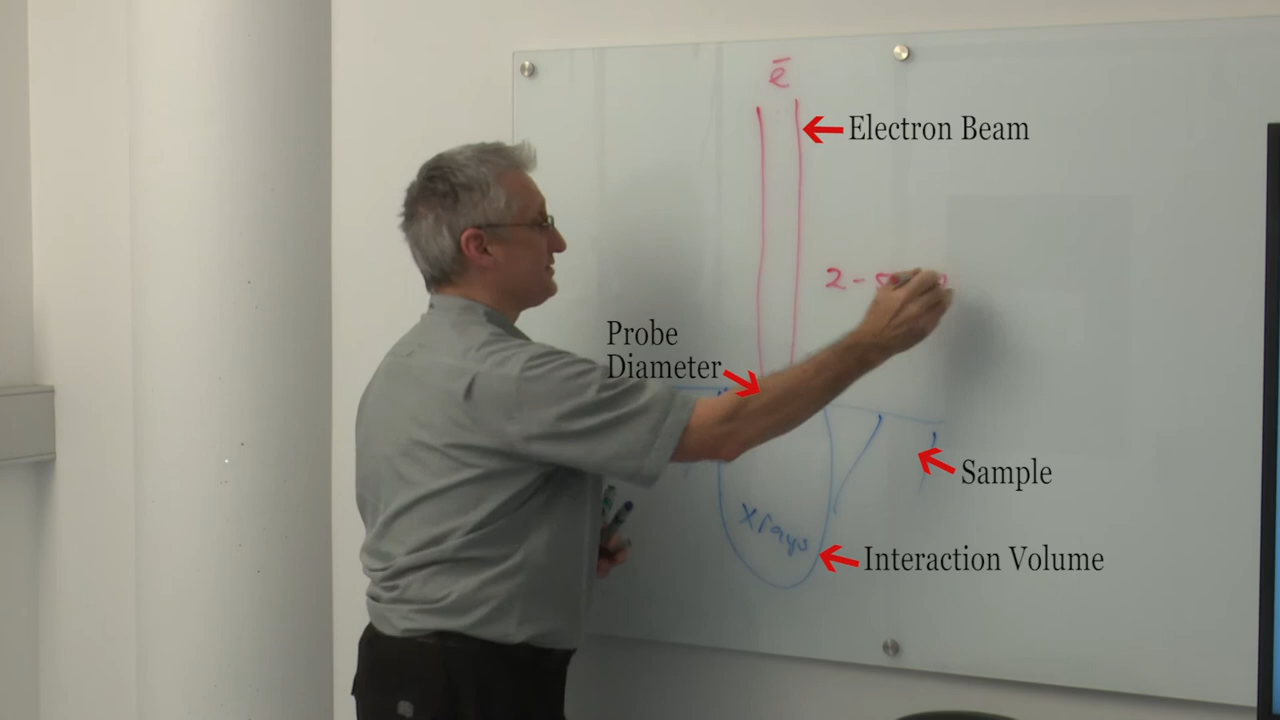 e̅
Electron Beam
2 -
Probe
Diameter
Sample
Xrays
Interaction Volume